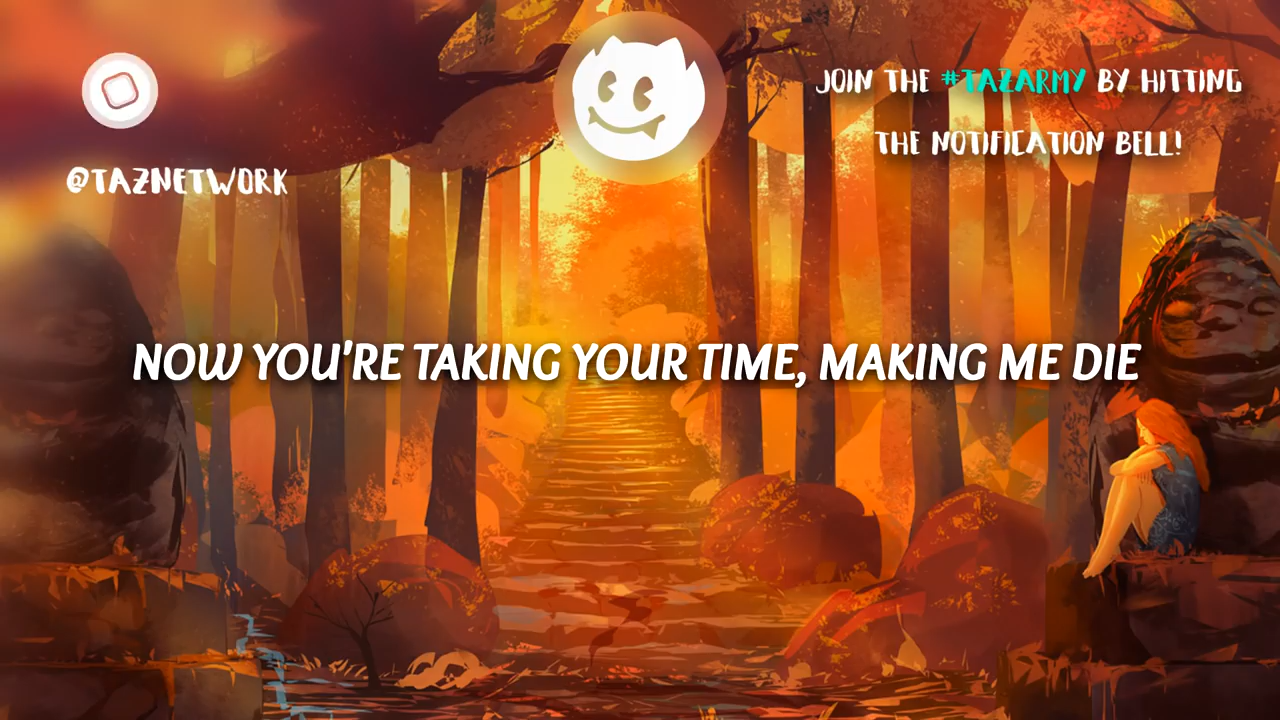 @TAZNETWORK
JOIN THE #TAZARMY BY HITTING
THE NOTIFICATION BELL!
NOW YOU'RE TAKING YOUR TIME, MAKING ME DIE